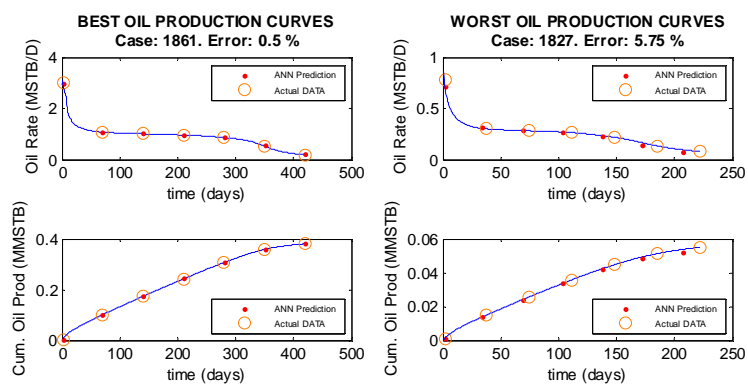 BEST OIL PRODUCTION CURVES
Case: 1861. Error: 0.5 %
Oil Rate (MSTB/D)
4
2
0
ANN Prediction
Actual DATA
0 100 200 300 400 500
time (days)
WORST OIL PRODUCTION CURVES
Case: 1827. Error: 5.75 %
Oil Rate (MSTB/D)
1
0.5
0
ANN Prediction
Actual DATA
0 50 100 150 200 250
time (days)
Cum. Oil Prod (MMSTB)
0.4
0.2
0
ANN Prediction
Actual DATA
0 100 200 300 400 500
time (days)
Cum. Oil Prod (MMSTB)
0.06
0.04
0.02
0
ANN Prediction
Actual DATA
0 50 100 150 200 250
time (days)